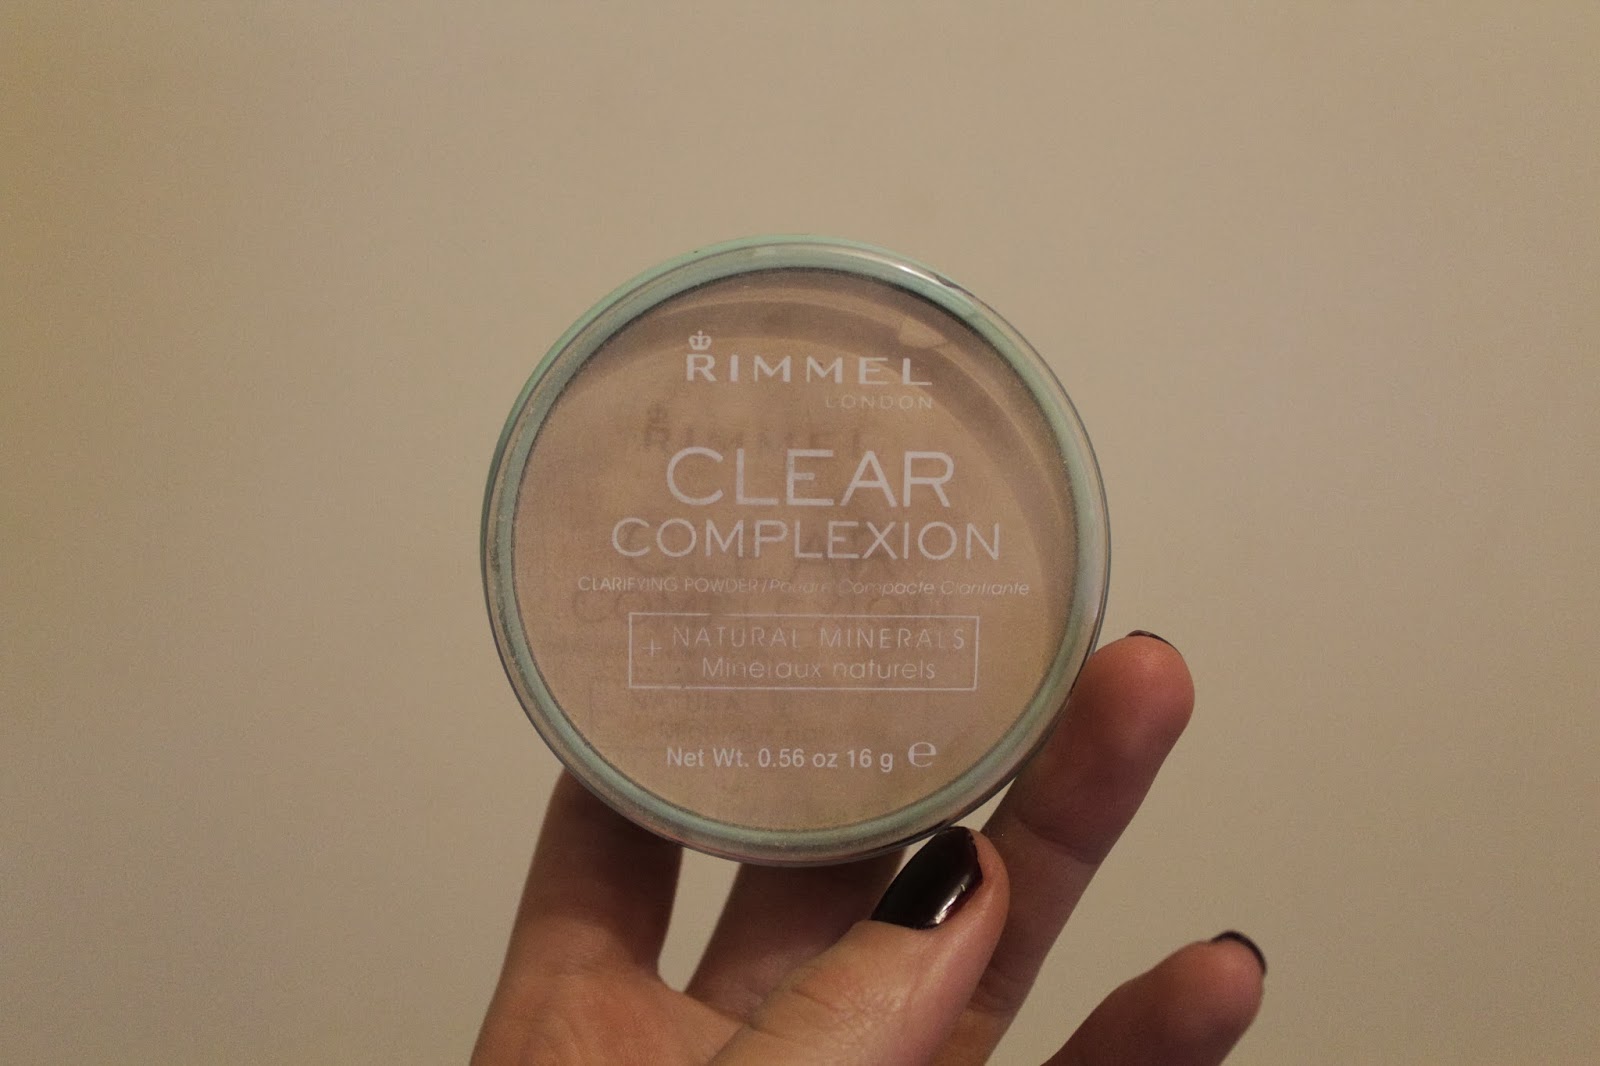 RIMMEL
LONDON
CLEAR
COMPLEXION
CLARIFYING POWDER/Poudre Compacte Clarifiante
+ NATURAL MINERALS
Minéraux naturels
Net Wt. 0.56 oz 16 g ℮